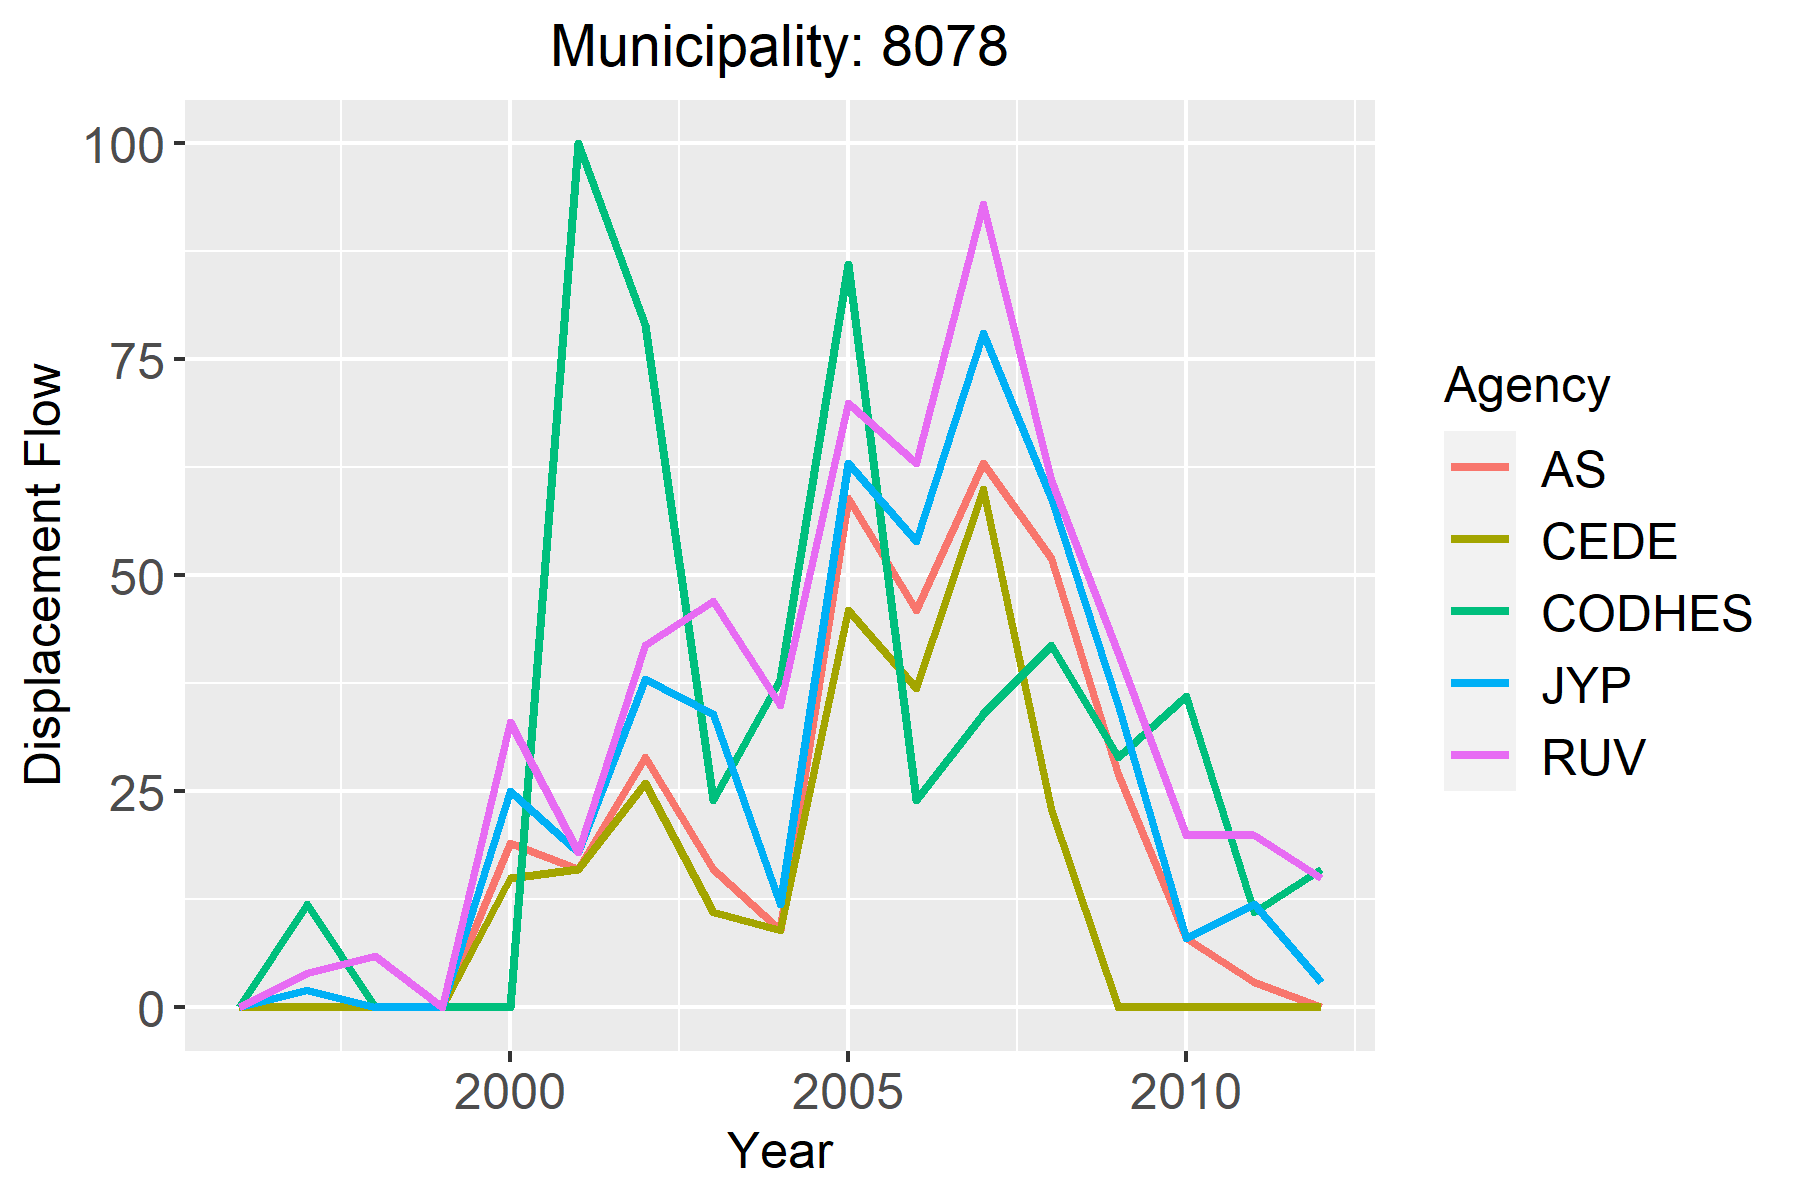 Municipality: 8078
100
75
50
25
0
Displacement Flow
2000 2005 2010
Year
Agency
AS
CEDE
CODHES
JYP
RUV